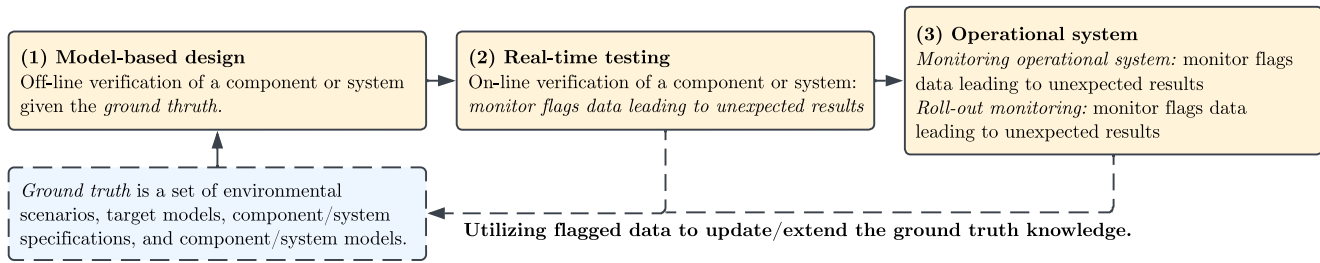 (1) Model-based design
Off-line verification of a component or system
given the ground thruth.
(2) Real-time testing
On-line verification of a component or system:
monitor flags data leading to unexpected results
(3) Operational system
Monitoring operational system: monitor flags
data leading to unexpected results
Roll-out monitoring: monitor flags data
leading to unexpected results
Ground truth is a set of environmental
scenarios, target models, component/system
specifications, and component/system models.
Utilizing flagged data to update/extend the ground truth knowledge.